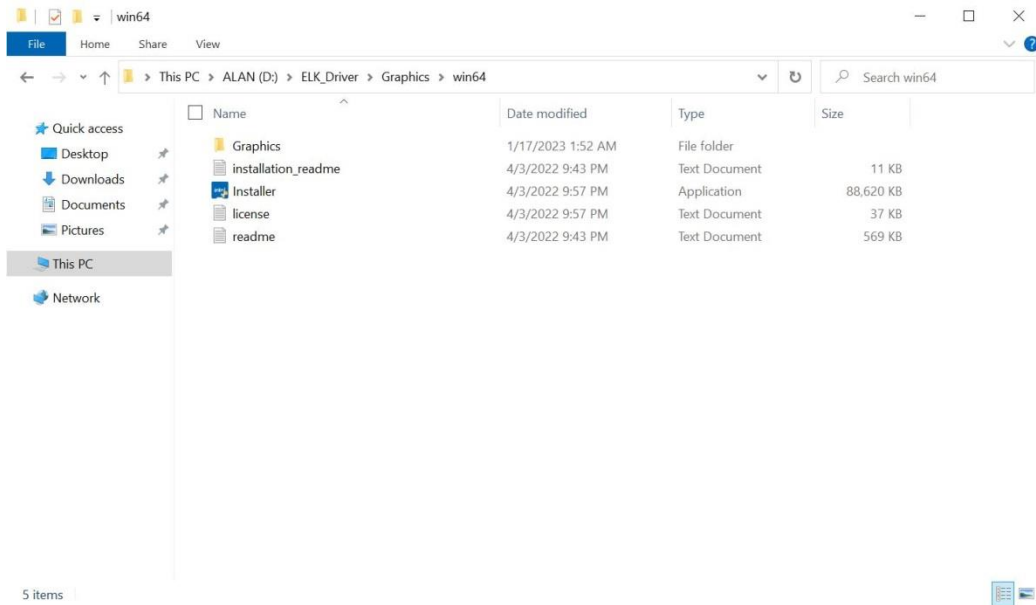 win64
File Home Share View
This PC > ALAN (D:) > ELK_Driver > Graphics > win64
Search win64
Name Date modified Type Size
Quick access
Desktop
Downloads
Documents
Pictures
This PC
Network
Graphics 1/17/2023 1:52 AM File folder
installation_readme 4/3/2022 9:43 PM Text Document 11 KB
Installer 4/3/2022 9:57 PM Application 88,620 KB
license 4/3/2022 9:57 PM Text Document 37 KB
readme 4/3/2022 9:43 PM Text Document 569 KB
5 items